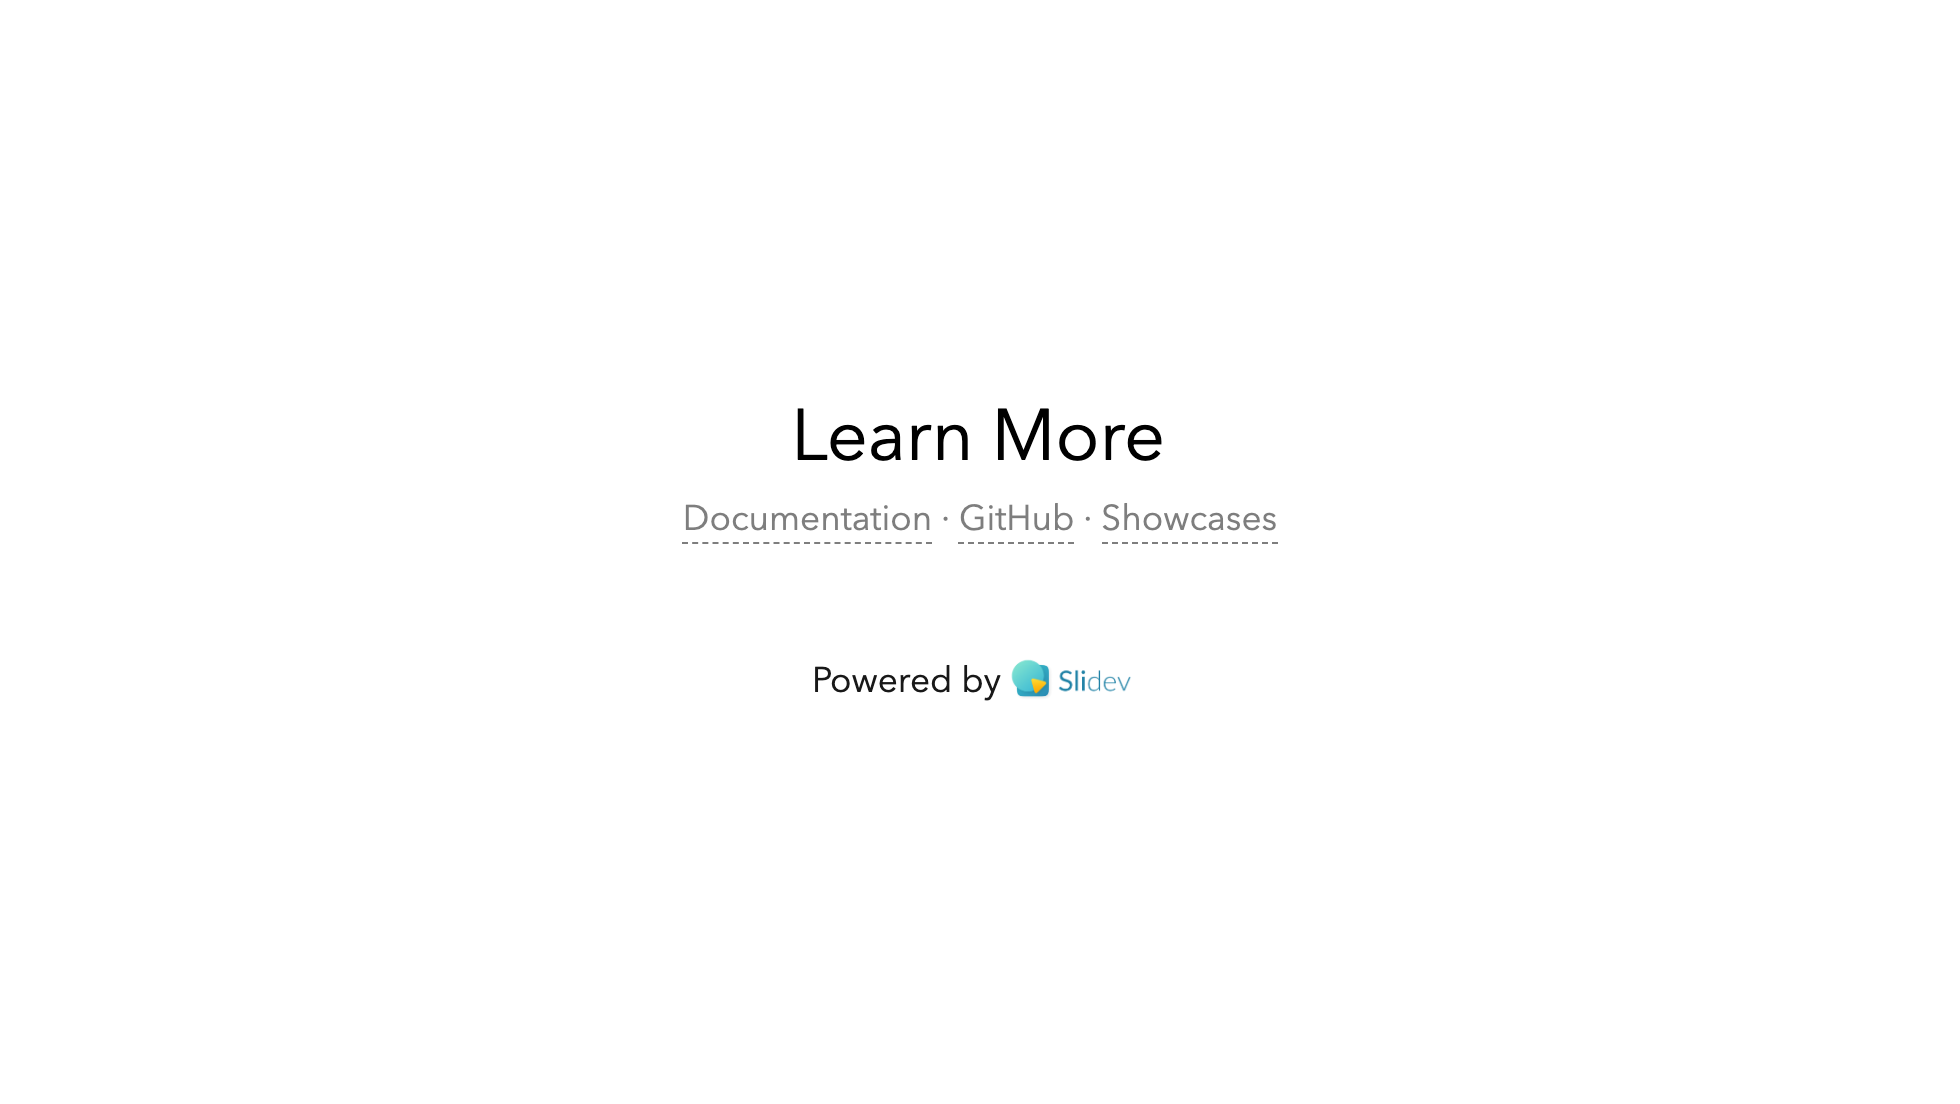 Learn More
Documentation · GitHub · Showcases
Powered by Slidev